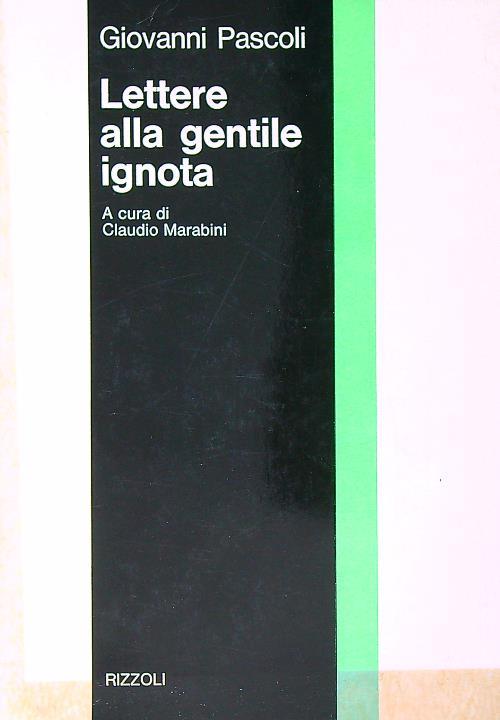 Giovanni Pascoli
Lettere
alla gentile
ignota
A cura di
Claudio Marabini
RIZZOLI